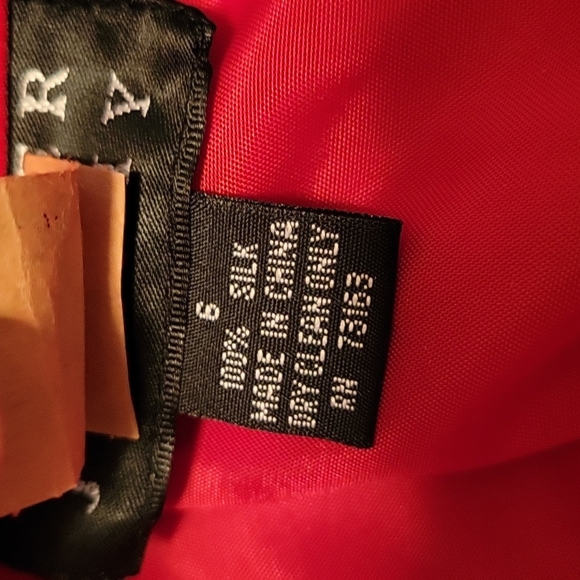 R
Y
6
100% SILK
MADE IN CHINA
DRY CLEAN ONLY
RN 73163